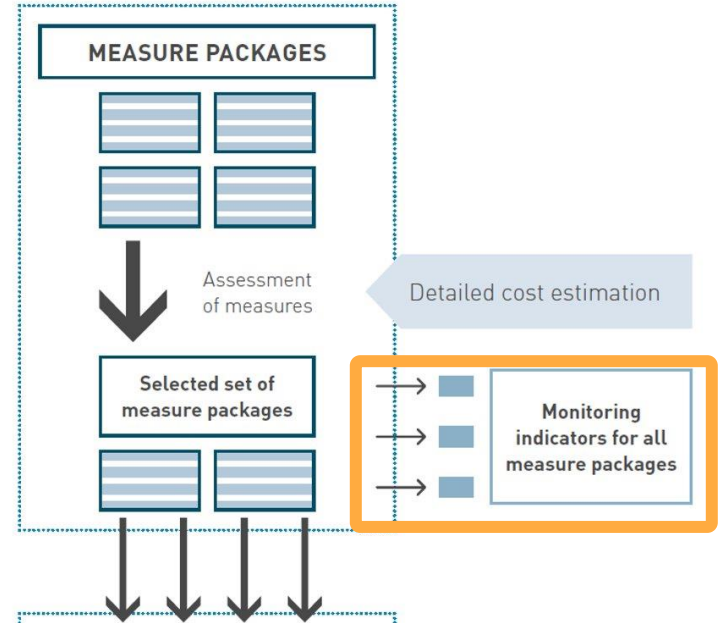 MEASURE PACKAGES
Assessment
of measures
Detailed cost estimation
Selected set of
measure packages
Monitoring
indicators for all
measure packages